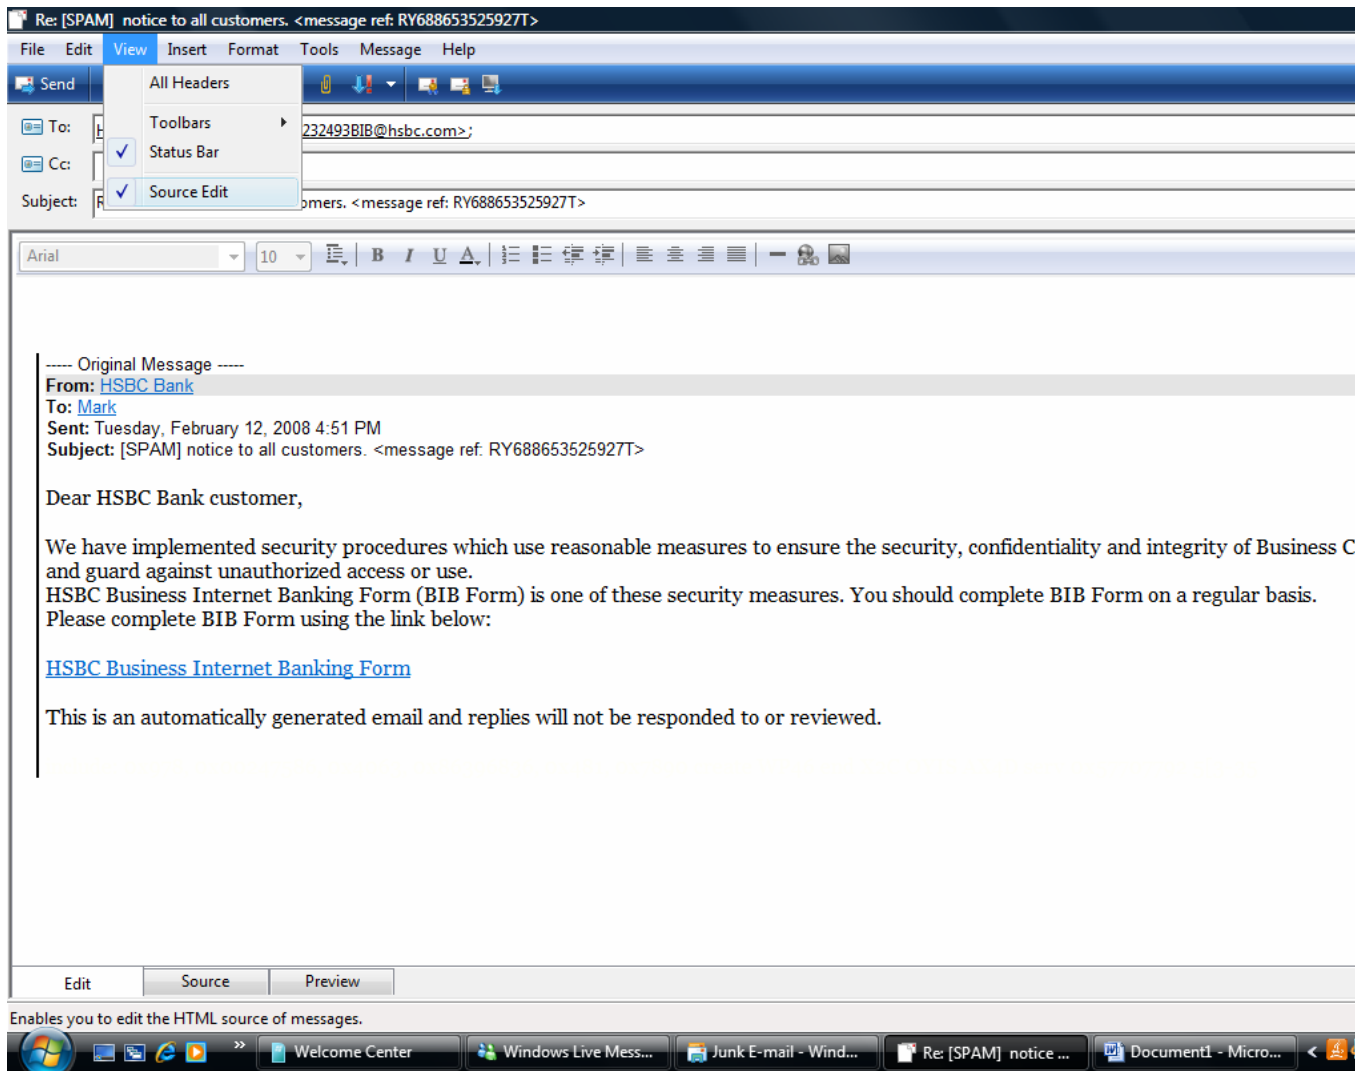 Re: [SPAM] notice to all customers. <message ref: RY688653525927T>
File Edit View Insert Format Tools Message Help
Send
All Headers
Toolbars
Status Bar
Source Edit
To: 232493BIB@hsbc.com>;
Cc:
Subject: omers. <message ref: RY688653525927T>
Arial 10 B I U A
----- Original Message -----
From: HSBC Bank
To: Mark
Sent: Tuesday, February 12, 2008 4:51 PM
Subject: [SPAM] notice to all customers. <message ref: RY688653525927T>
Dear HSBC Bank customer,
We have implemented security procedures which use reasonable measures to ensure the security, confidentiality and integrity of Business C
and guard against unauthorized access or use.
HSBC Business Internet Banking Form (BIB Form) is one of these security measures. You should complete BIB Form on a regular basis.
Please complete BIB Form using the link below:
HSBC Business Internet Banking Form
This is an automatically generated email and replies will not be responded to or reviewed.
Edit Source Preview
Enables you to edit the HTML source of messages.
Welcome Center Windows Live Mess... Junk E-mail - Wind... Re: [SPAM] notice ... Document1 - Micro...